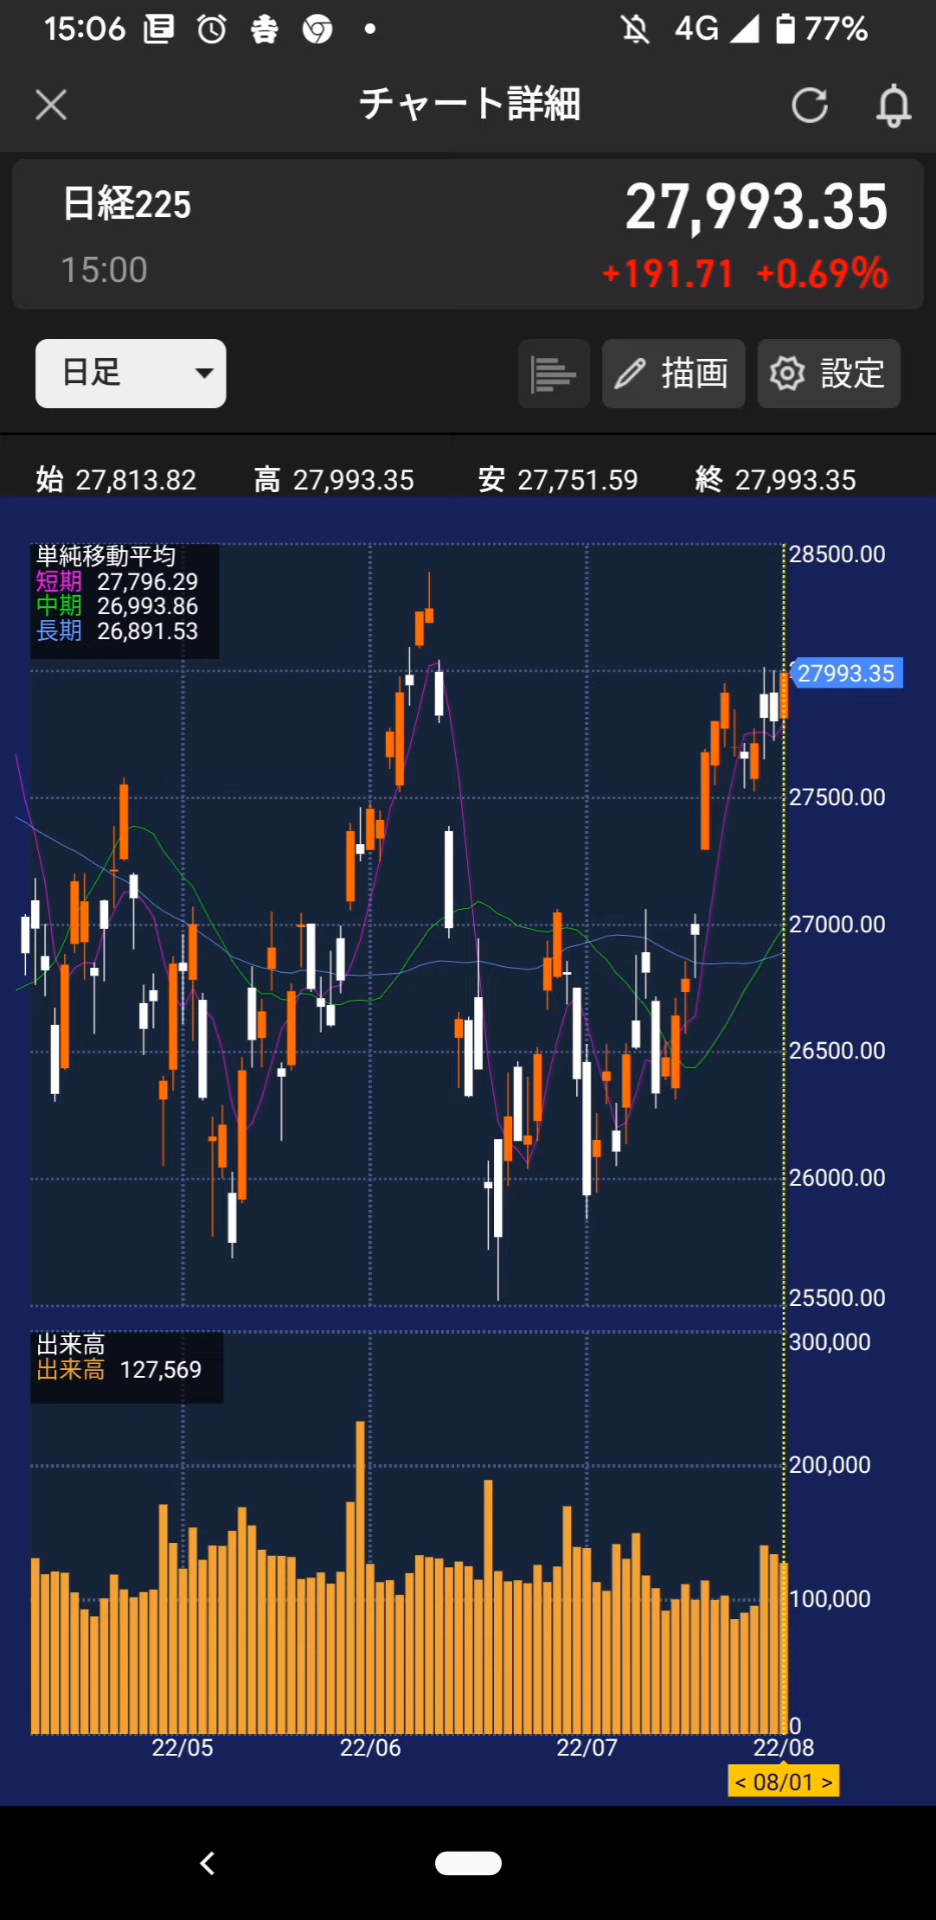 15:06 4G 77%
チャート詳細
日経225 27,993.35
15:00 +191.71 +0.69%
日足 描画 設定
始 27,813.82 高 27,993.35 安 27,751.59 終 27,993.35
単純移動平均
短期 27,796.29
中期 26,993.86
長期 26,891.53
28500.00
27993.35
27500.00
27000.00
26500.00
26000.00
25500.00
出来高
出来高 127,569
300,000
200,000
100,000
0
22/05 22/06 22/07 22/08
< 08/01 >